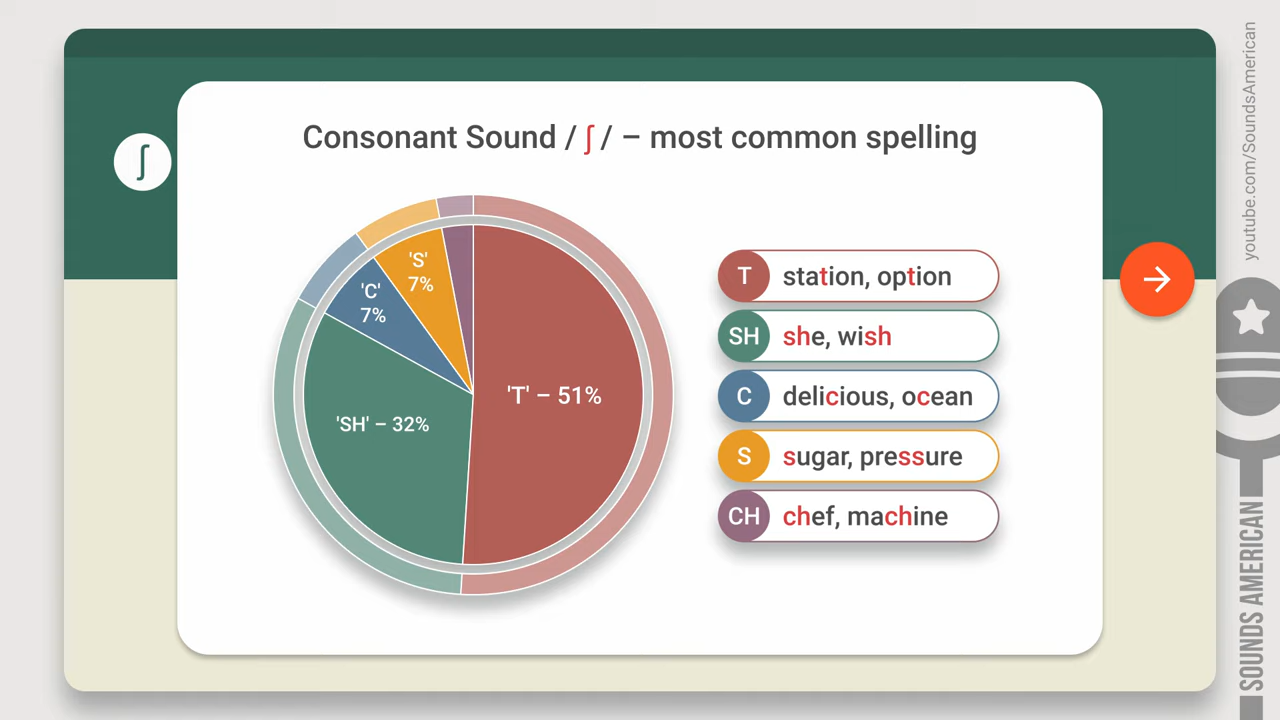 Consonant Sound / ʃ / – most common spelling
ʃ
'S'
7%
'C'
7%
'T' – 51%
'SH' – 32%
T station, option
SH she, wish
C delicious, ocean
S sugar, pressure
CH chef, machine
youtube.com/SoundsAmerican
SOUNDS AMERICAN